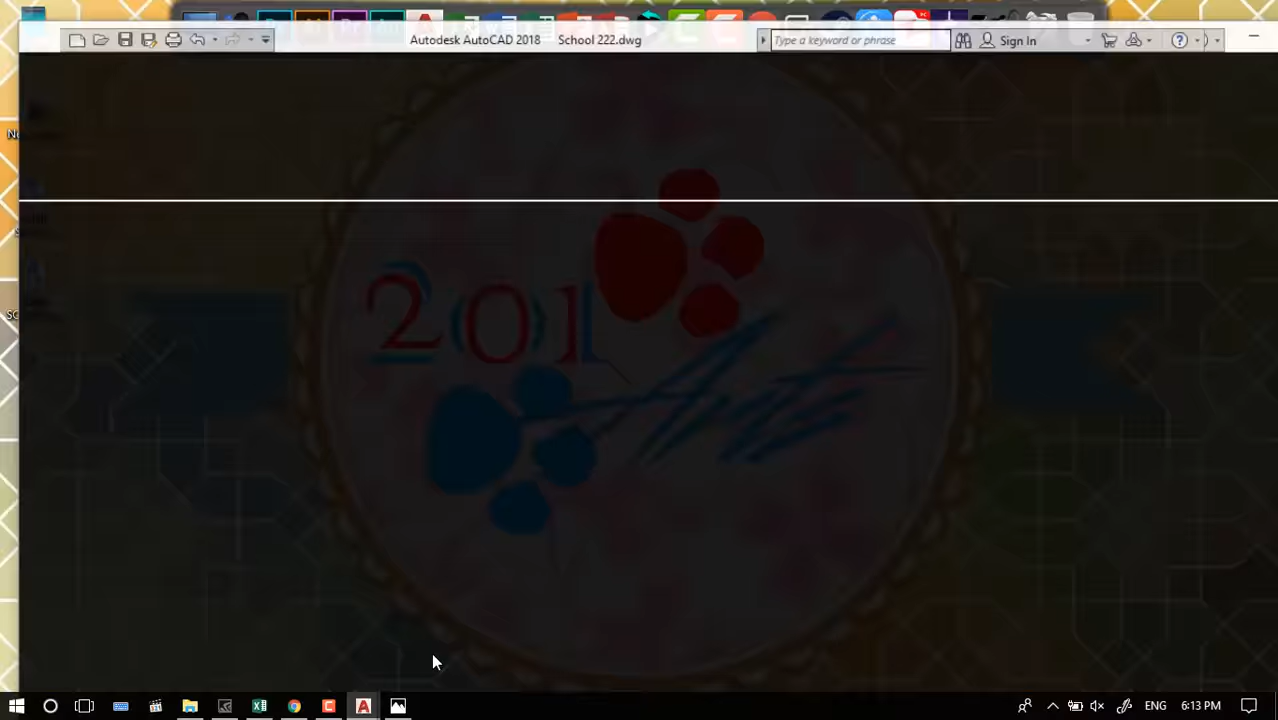 Autodesk AutoCAD 2018 School 222.dwg
Type a keyword or phrase
Sign In
201
ENG 6:13 PM